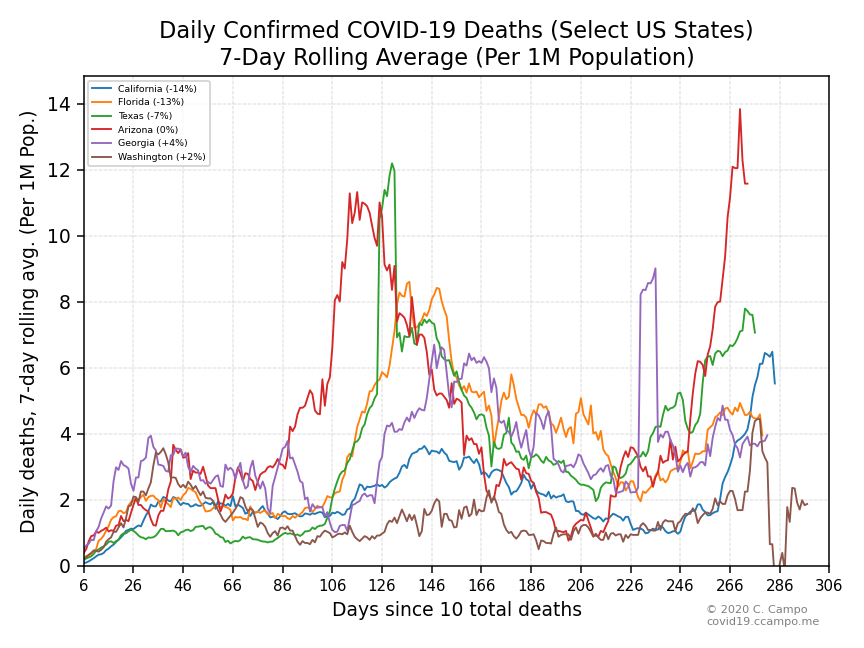 Daily Confirmed COVID-19 Deaths (Select US States)
7-Day Rolling Average (Per 1M Population)
Daily deaths, 7-day rolling avg. (Per 1M Pop.)
14
12
10
8
6
4
2
0
California (-14%)
Florida (-13%)
Texas (-7%)
Arizona (0%)
Georgia (+4%)
Washington (+2%)
6 26 46 66 86 106 126 146 166 186 206 226 246 266 286 306
Days since 10 total deaths
© 2020 C. Campo
covid19.ccampo.me